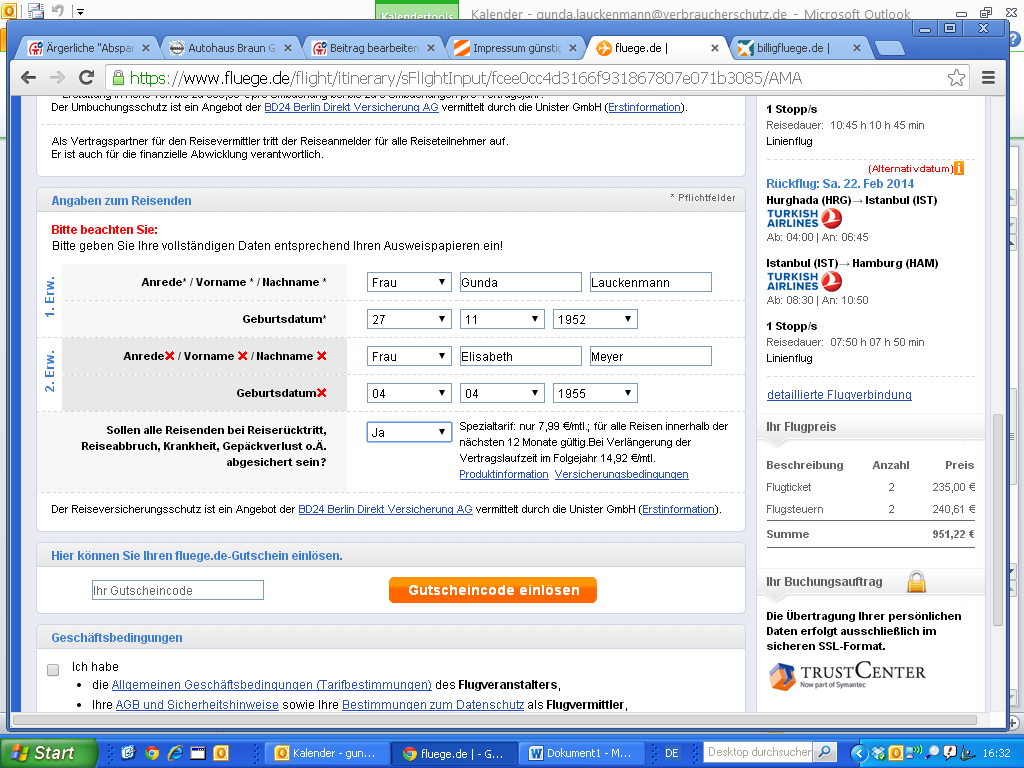 Kalendertools
Kalender - gunda.lauckenmann@verbraucherschutz.de - Microsoft Outlook
Ärgerliche "Abspar
Autohaus Braun G
Beitrag bearbeiten
Impressum günstig
fluege.de |
billigfluege.de |
https://www.fluege.de/flight/itinerary/sFlightInput/fcee0cc4d3166f931867807e071b3085/AMA
Der Umbuchungsschutz ist ein Angebot der BD24 Berlin Direkt Versicherung AG vermittelt durch die Unister GmbH (Erstinformation).
Als Vertragspartner für den Reisevermittler tritt der Reiseanmelder für alle Reiseteilnehmer auf.
Er ist auch für die finanzielle Abwicklung verantwortlich.
Angaben zum Reisenden
* Pflichtfelder
Bitte beachten Sie:
Bitte geben Sie Ihre vollständigen Daten entsprechend Ihren Ausweispapieren ein!
1. Erw.
Anrede* / Vorname * / Nachname *
Frau Gunda Lauckenmann
Geburtsdatum*
27 11 1952
2. Erw.
Anrede / Vorname / Nachname
Frau Elisabeth Meyer
Geburtsdatum
04 04 1955
Sollen alle Reisenden bei Reiserücktritt,
Reiseabbruch, Krankheit, Gepäckverlust o.Ä.
abgesichert sein?
Ja
Spezialtarif: nur 7,99 €/mtl.; für alle Reisen innerhalb der
nächsten 12 Monate gültig.Bei Verlängerung der
Vertragslaufzeit im Folgejahr 14,92 €/mtl.
Produktinformation Versicherungsbedingungen
Der Reiseversicherungsschutz ist ein Angebot der BD24 Berlin Direkt Versicherung AG vermittelt durch die Unister GmbH (Erstinformation).
Hier können Sie Ihren fluege.de-Gutschein einlösen.
Ihr Gutscheincode
Gutscheincode einlösen
Geschäftsbedingungen
Ich habe
• die Allgemeinen Geschäftsbedingungen (Tarifbestimmungen) des Flugveranstalters,
• Ihre AGB und Sicherheitshinweise sowie Ihre Bestimmungen zum Datenschutz als Flugvermittler,
1 Stopp/s
Reisedauer: 10:45 h 10 h 45 min
Linienflug
(Alternativdatum) i
Rückflug: Sa. 22. Feb 2014
Hurghada (HRG)→ Istanbul (IST)
TURKISH AIRLINES
Ab: 04:00 | An: 06:45
Istanbul (IST)→ Hamburg (HAM)
TURKISH AIRLINES
Ab: 08:30 | An: 10:50
1 Stopp/s
Reisedauer: 07:50 h 07 h 50 min
Linienflug
detaillierte Flugverbindung
Ihr Flugpreis
Beschreibung Anzahl Preis
Flugticket 2 235,00 €
Flugsteuern 2 240,61 €
Summe 951,22 €
Ihr Buchungsauftrag
Die Übertragung Ihrer persönlichen
Daten erfolgt ausschließlich im
sicheren SSL-Format.
TRUSTCENTER
Now part of Symantec
Start
Kalender - gun...
fluege.de | - G...
Dokument1 - M...
DE
Desktop durchsuchen
16:32